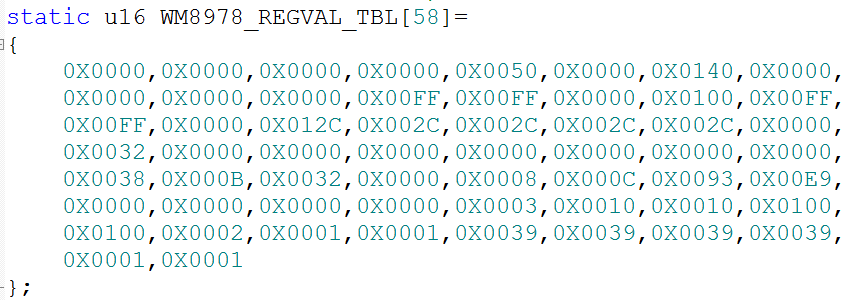 static u16 WM8978_REGVAL_TBL[58]=
{
0X0000,0X0000,0X0000,0X0000,0X0050,0X0000,0X0140,0X0000,
0X0000,0X0000,0X0000,0X00FF,0X00FF,0X0000,0X0100,0X00FF,
0X00FF,0X0000,0X012C,0X002C,0X002C,0X002C,0X002C,0X0000,
0X0032,0X0000,0X0000,0X0000,0X0000,0X0000,0X0000,0X0000,
0X0038,0X000B,0X0032,0X0000,0X0008,0X000C,0X0093,0X00E9,
0X0000,0X0000,0X0000,0X0000,0X0003,0X0010,0X0010,0X0100,
0X0100,0X0002,0X0001,0X0001,0X0039,0X0039,0X0039,0X0039,
0X0001,0X0001
};